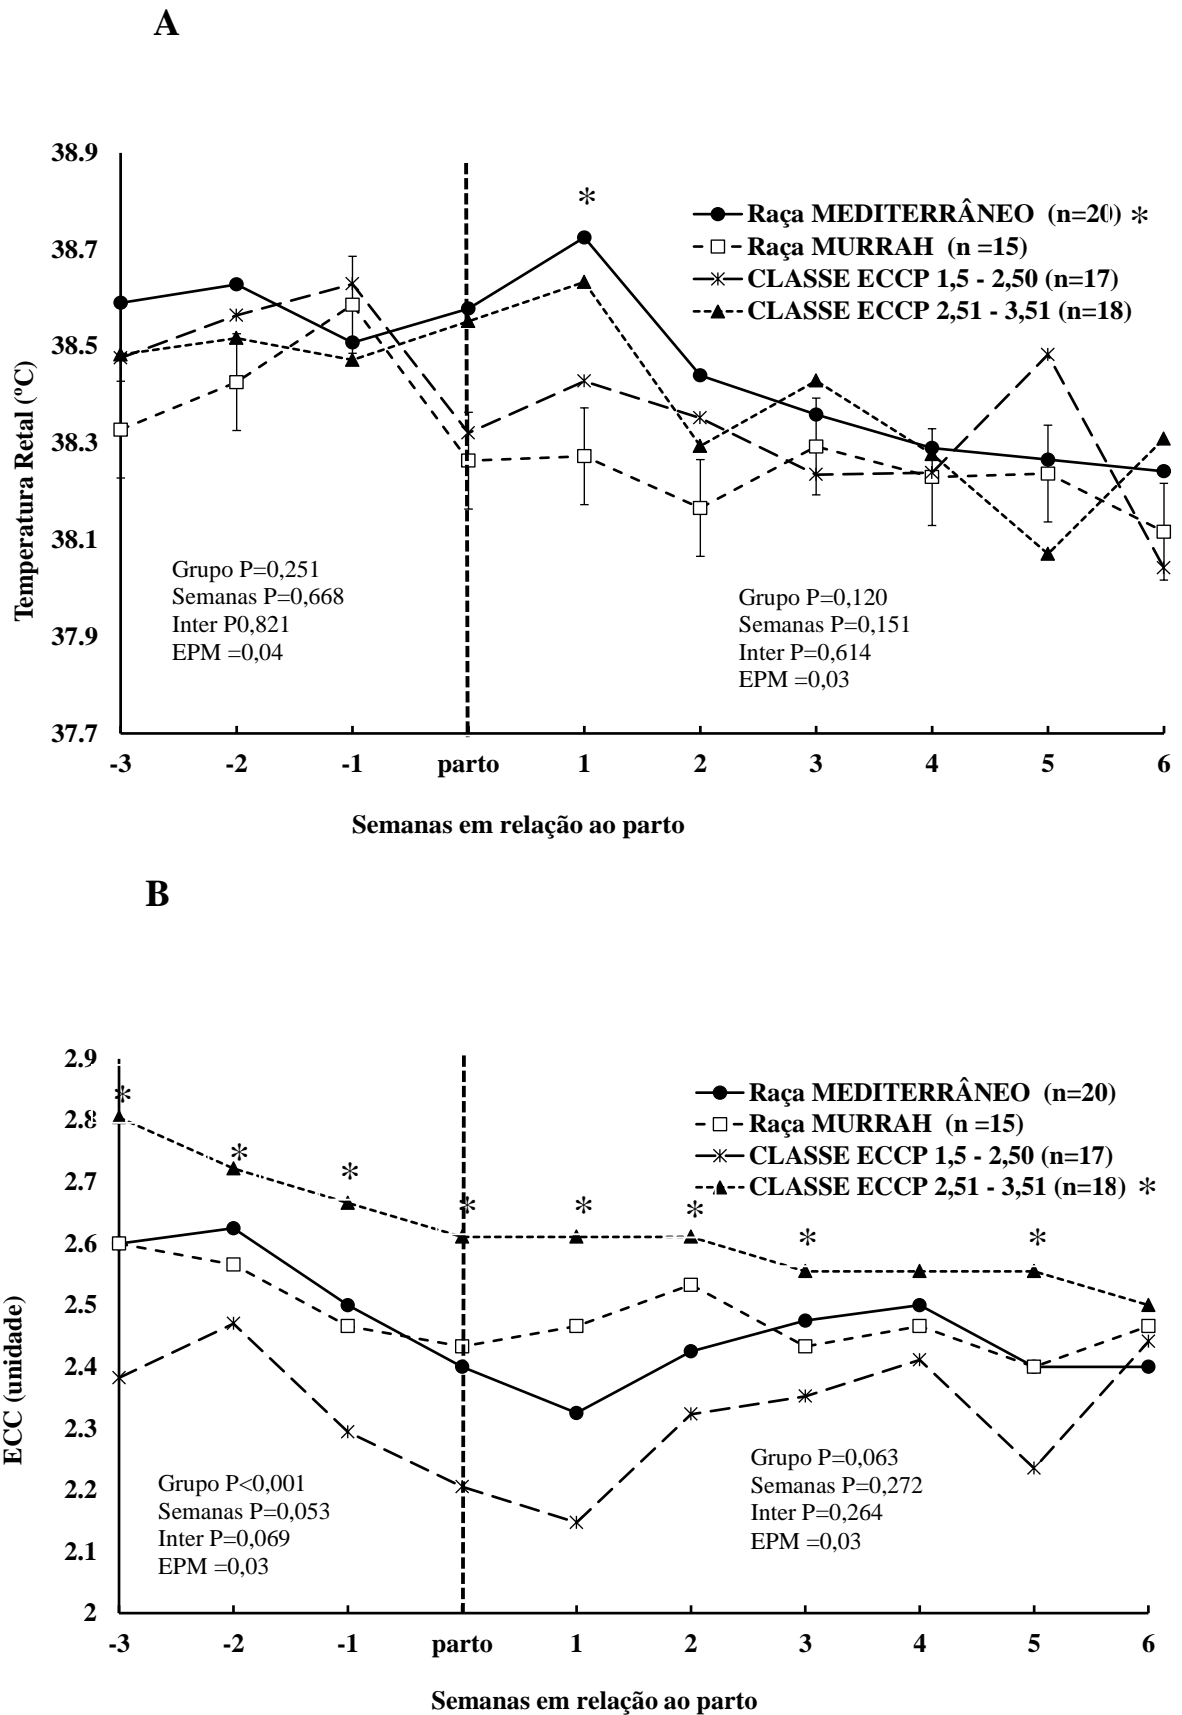 A
38.9
38.7
38.5
38.3
38.1
37.9
37.7
Temperatura Retal (ºC)
*
Raça MEDITERRÂNEO (n=20) *
Raça MURRAH (n =15)
CLASSE ECCP 1,5 - 2,50 (n=17)
CLASSE ECCP 2,51 - 3,51 (n=18)
Grupo P=0,251
Semanas P=0,668
Inter P0,821
EPM =0,04
Grupo P=0,120
Semanas P=0,151
Inter P=0,614
EPM =0,03
-3 -2 -1 parto 1 2 3 4 5 6
Semanas em relação ao parto
B
2.9
2.8
2.7
2.6
2.5
2.4
2.3
2.2
2.1
2
ECC (unidade)
* * * * * * * *
Raça MEDITERRÂNEO (n=20)
Raça MURRAH (n =15)
CLASSE ECCP 1,5 - 2,50 (n=17)
CLASSE ECCP 2,51 - 3,51 (n=18) *
Grupo P<0,001
Semanas P=0,053
Inter P=0,069
EPM =0,03
Grupo P=0,063
Semanas P=0,272
Inter P=0,264
EPM =0,03
-3 -2 -1 parto 1 2 3 4 5 6
Semanas em relação ao parto